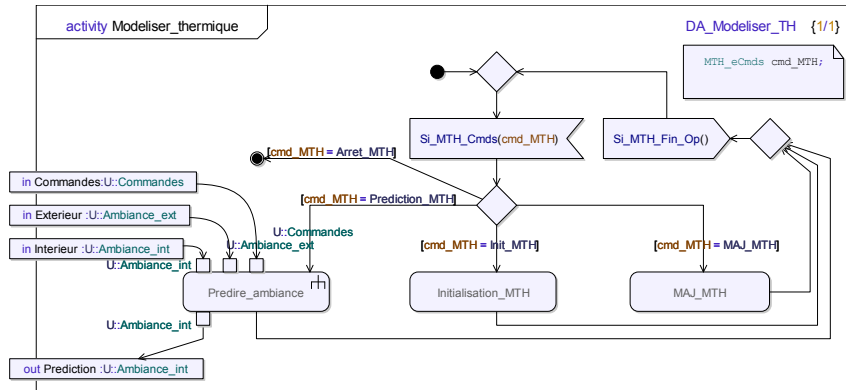 activity Modeliser_thermique
DA_Modeliser_TH {1/1}
MTH_eCmds cmd_MTH;
Si_MTH_Cmds(cmd_MTH)
Si_MTH_Fin_Op()
[cmd_MTH = Arret_MTH]
in Commandes:U::Commandes
[cmd_MTH = Prediction_MTH]
in Exterieur :U::Ambiance_ext
U::Commandes
in Interieur :U::Ambiance_int
U::Ambiance_ext
[cmd_MTH = Init_MTH]
[cmd_MTH = MAJ_MTH]
U::Ambiance_int
Predire_ambiance
Initialisation_MTH
MAJ_MTH
U::Ambiance_int
out Prediction :U::Ambiance_int